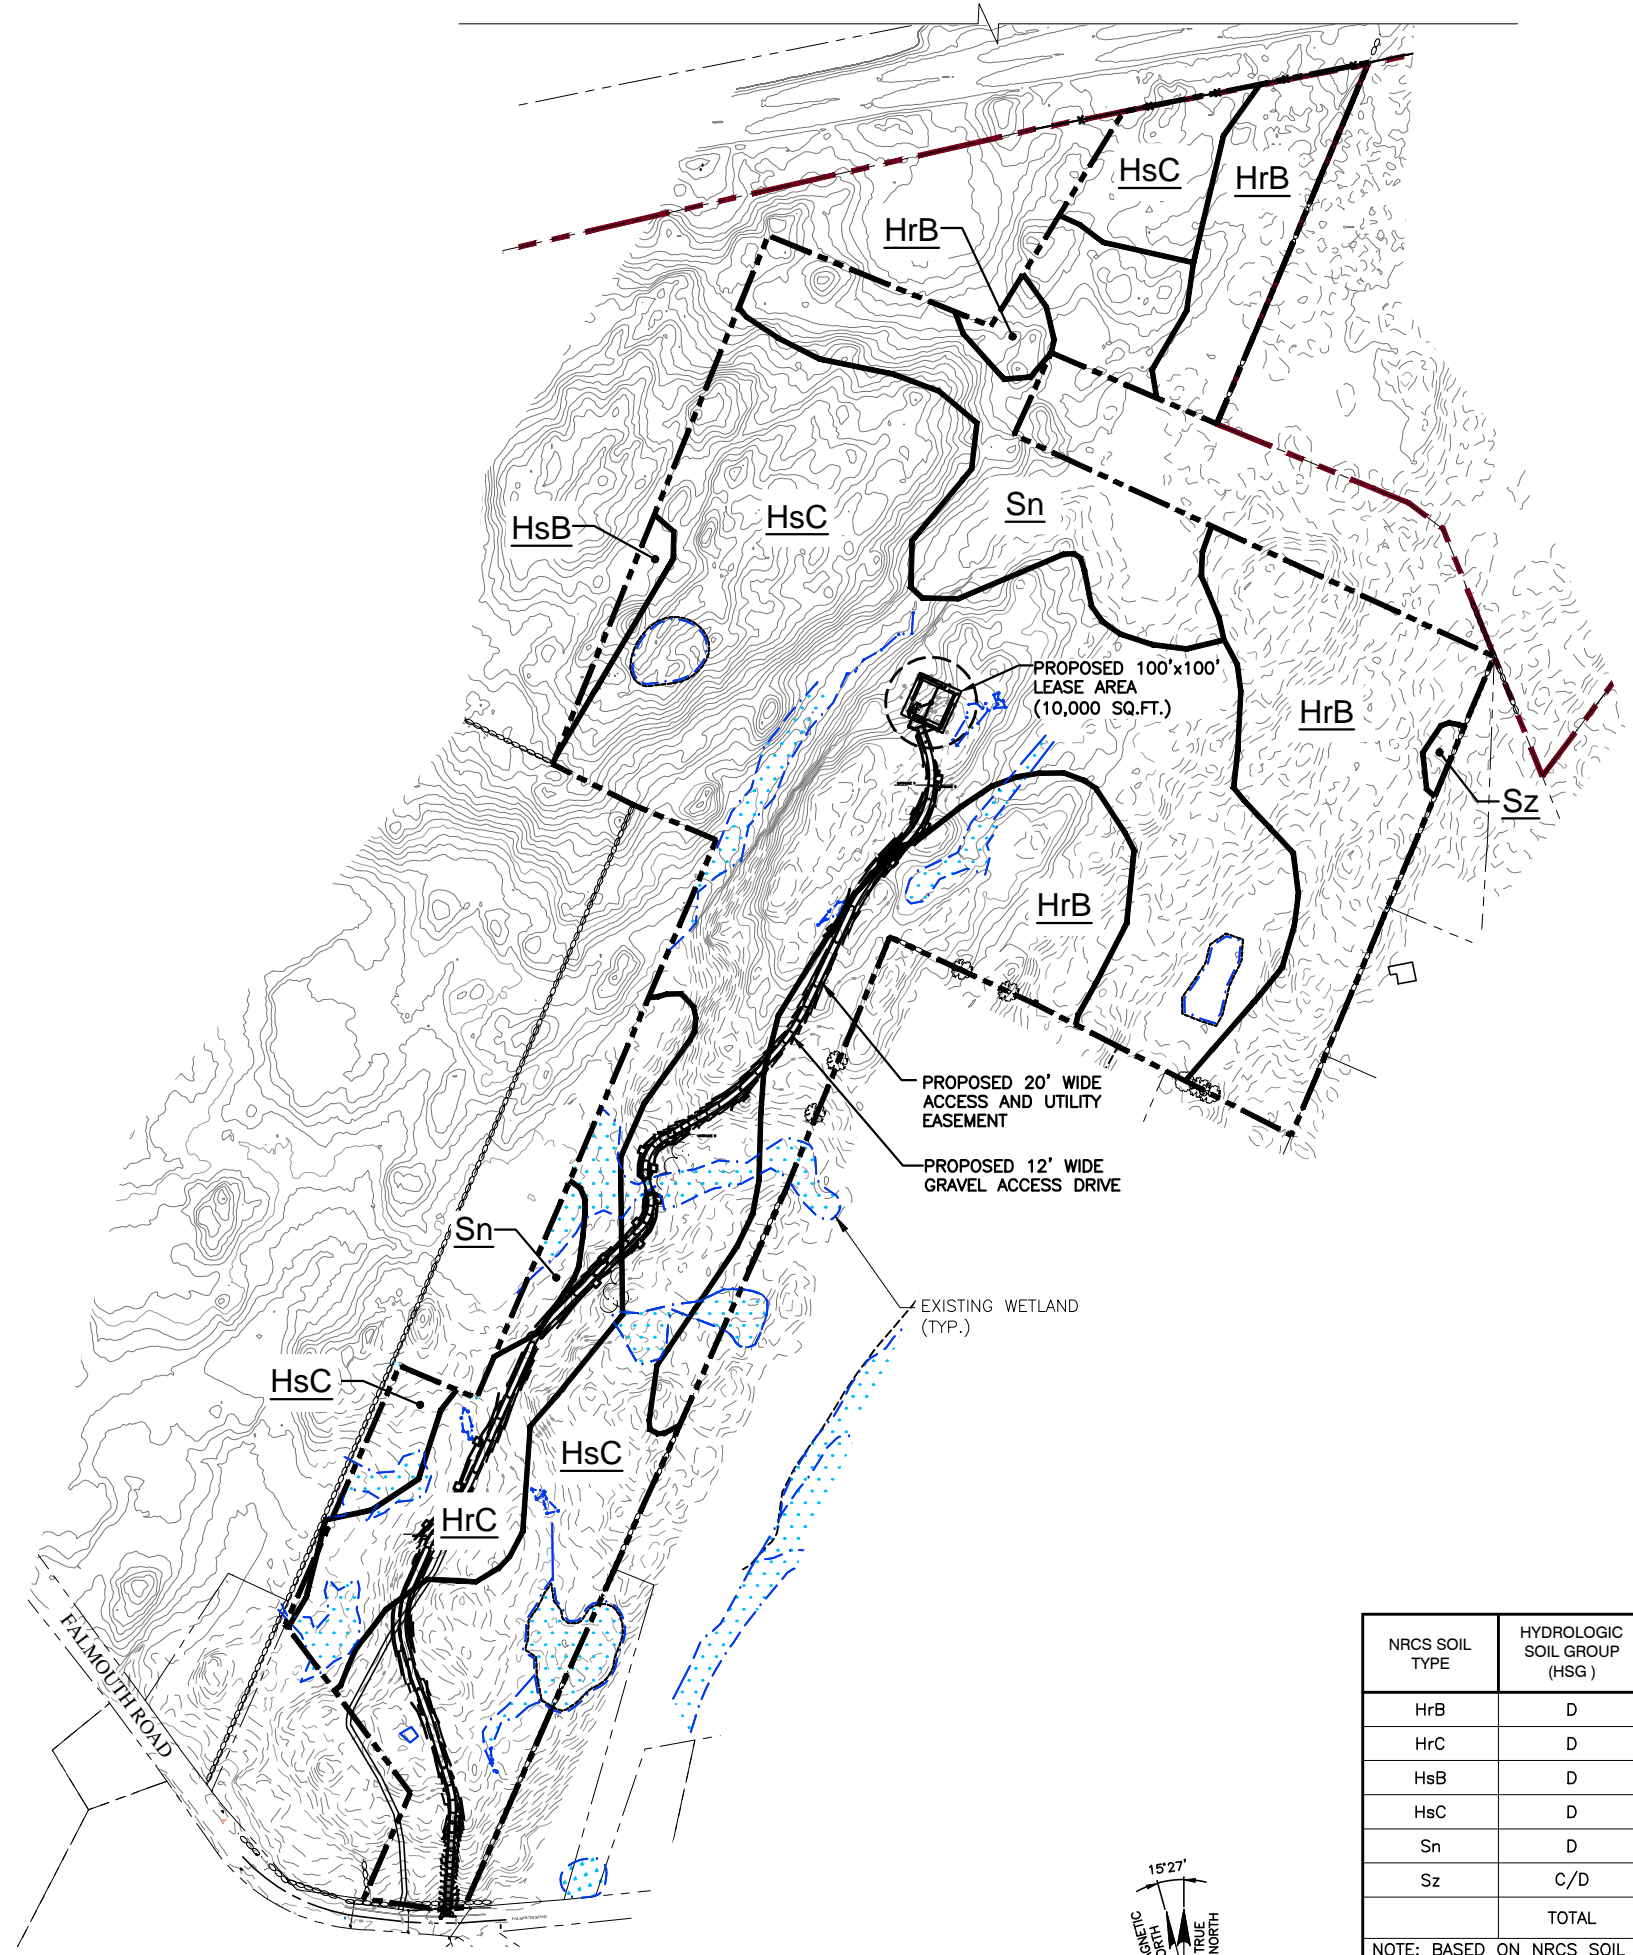 HsC
HrB
HrB
HsC
Sn
HsB
PROPOSED 100'x100'
LEASE AREA
(10,000 SQ.FT.)
HrB
Sz
HrB
PROPOSED 20' WIDE
ACCESS AND UTILITY
EASEMENT
PROPOSED 12' WIDE
GRAVEL ACCESS DRIVE
Sn
EXISTING WETLAND
(TYP.)
HsC
HsC
HrC
FALMOUTH ROAD
FALMOUTH ROAD
15°27'
TRUE
NORTH
NRCS SOIL
TYPE
HYDROLOGIC
SOIL GROUP
(HSG )
HrB D
HrC D
HsB D
HsC D
Sn D
Sz C/D
TOTAL
NOTE: BASED ON NRCS SOIL